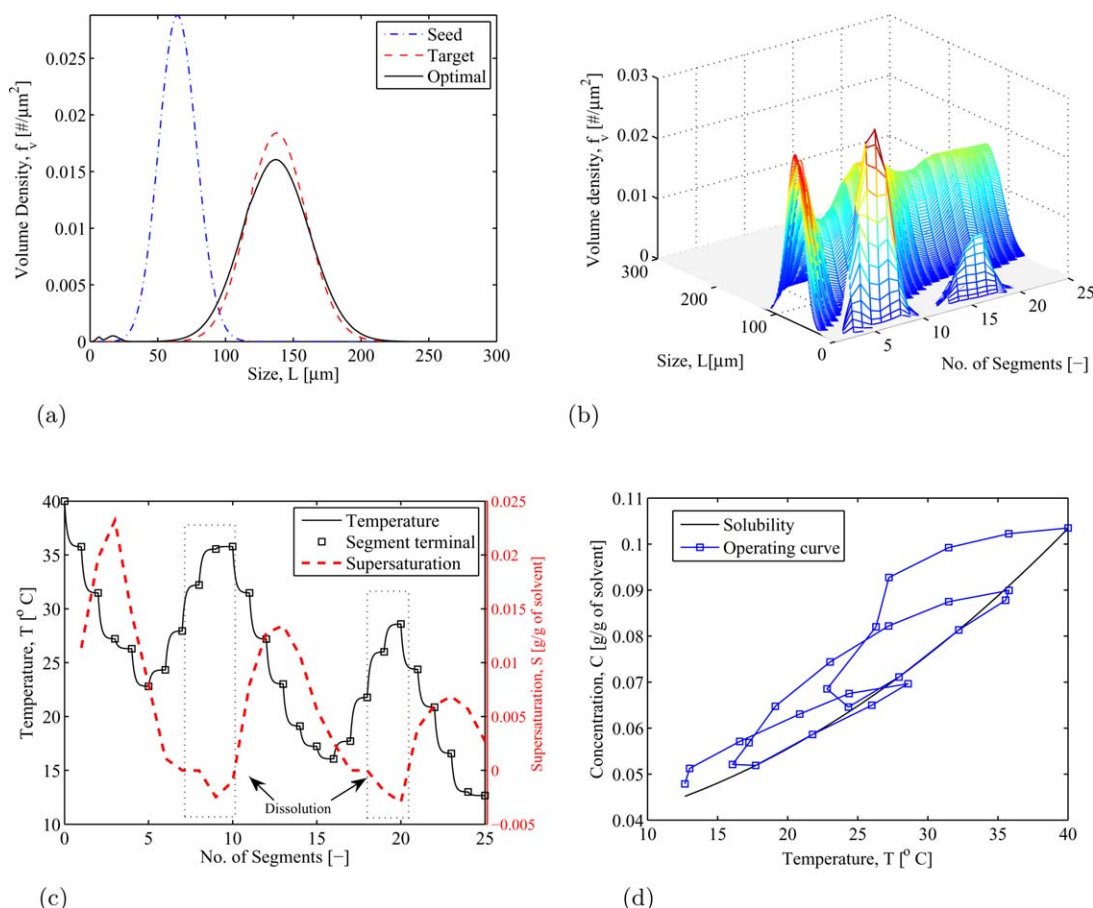 (a)
Volume Density, f_v [#/μm²]
0.025
0.02
0.015
0.01
0.005
0
Seed
Target
Optimal
0 50 100 150 200 250 300
Size, L [μm]
(b)
Volume density, f_v [#/μm²]
0.03
0.02
0.01
0
300
200
100
0
5
10
15
20
25
Size, L[μm]
No. of Segments [−]
(c)
Temperature, T [° C]
40
35
30
25
20
15
10
Temperature
Segment terminal
Supersaturation
Dissolution
0.025
0.02
0.015
0.01
0.005
0
−0.005
Supersaturation, S [g/g of solvent]
0 5 10 15 20 25
No. of Segments [−]
(d)
Concentration, C [g/g of solvent]
0.11
0.1
0.09
0.08
0.07
0.06
0.05
0.04
Solubility
Operating curve
10 15 20 25 30 35 40
Temperature, T [° C]